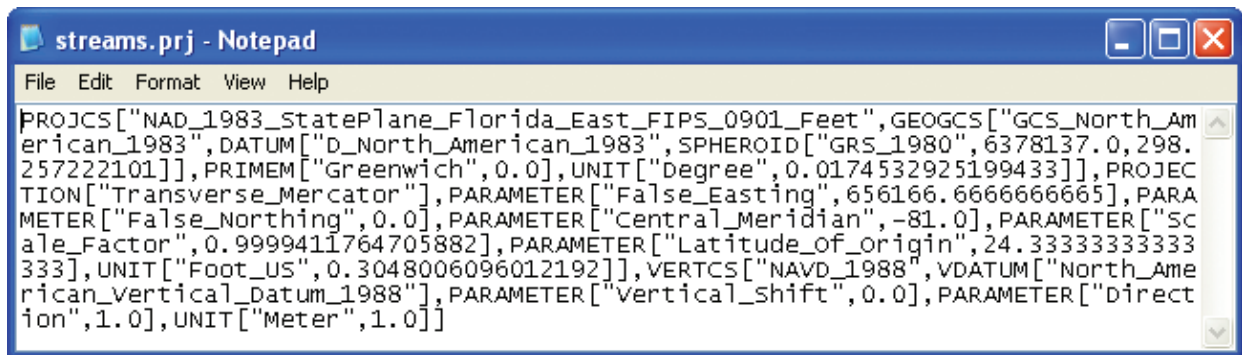 streams.prj - Notepad
File Edit Format View Help
PROJCS["NAD_1983_StatePlane_Florida_East_FIPS_0901_Feet",GEOGCS["GCS_North_Am
erican_1983",DATUM["D_North_American_1983",SPHEROID["GRS_1980",6378137.0,298.
257222101]],PRIMEM["Greenwich",0.0],UNIT["Degree",0.0174532925199433]],PROJEC
TION["Transverse_Mercator"],PARAMETER["False_Easting",656166.6666666665],PARA
METER["False_Northing",0.0],PARAMETER["Central_Meridian",-81.0],PARAMETER["Sc
ale_Factor",0.9999411764705882],PARAMETER["Latitude_Of_Origin",24.33333333333
333],UNIT["Foot_US",0.3048006096012192]],VERTCS["NAVD_1988",VDATUM["North_Ame
rican_Vertical_Datum_1988"],PARAMETER["Vertical_Shift",0.0],PARAMETER["Direct
ion",1.0],UNIT["Meter",1.0]]